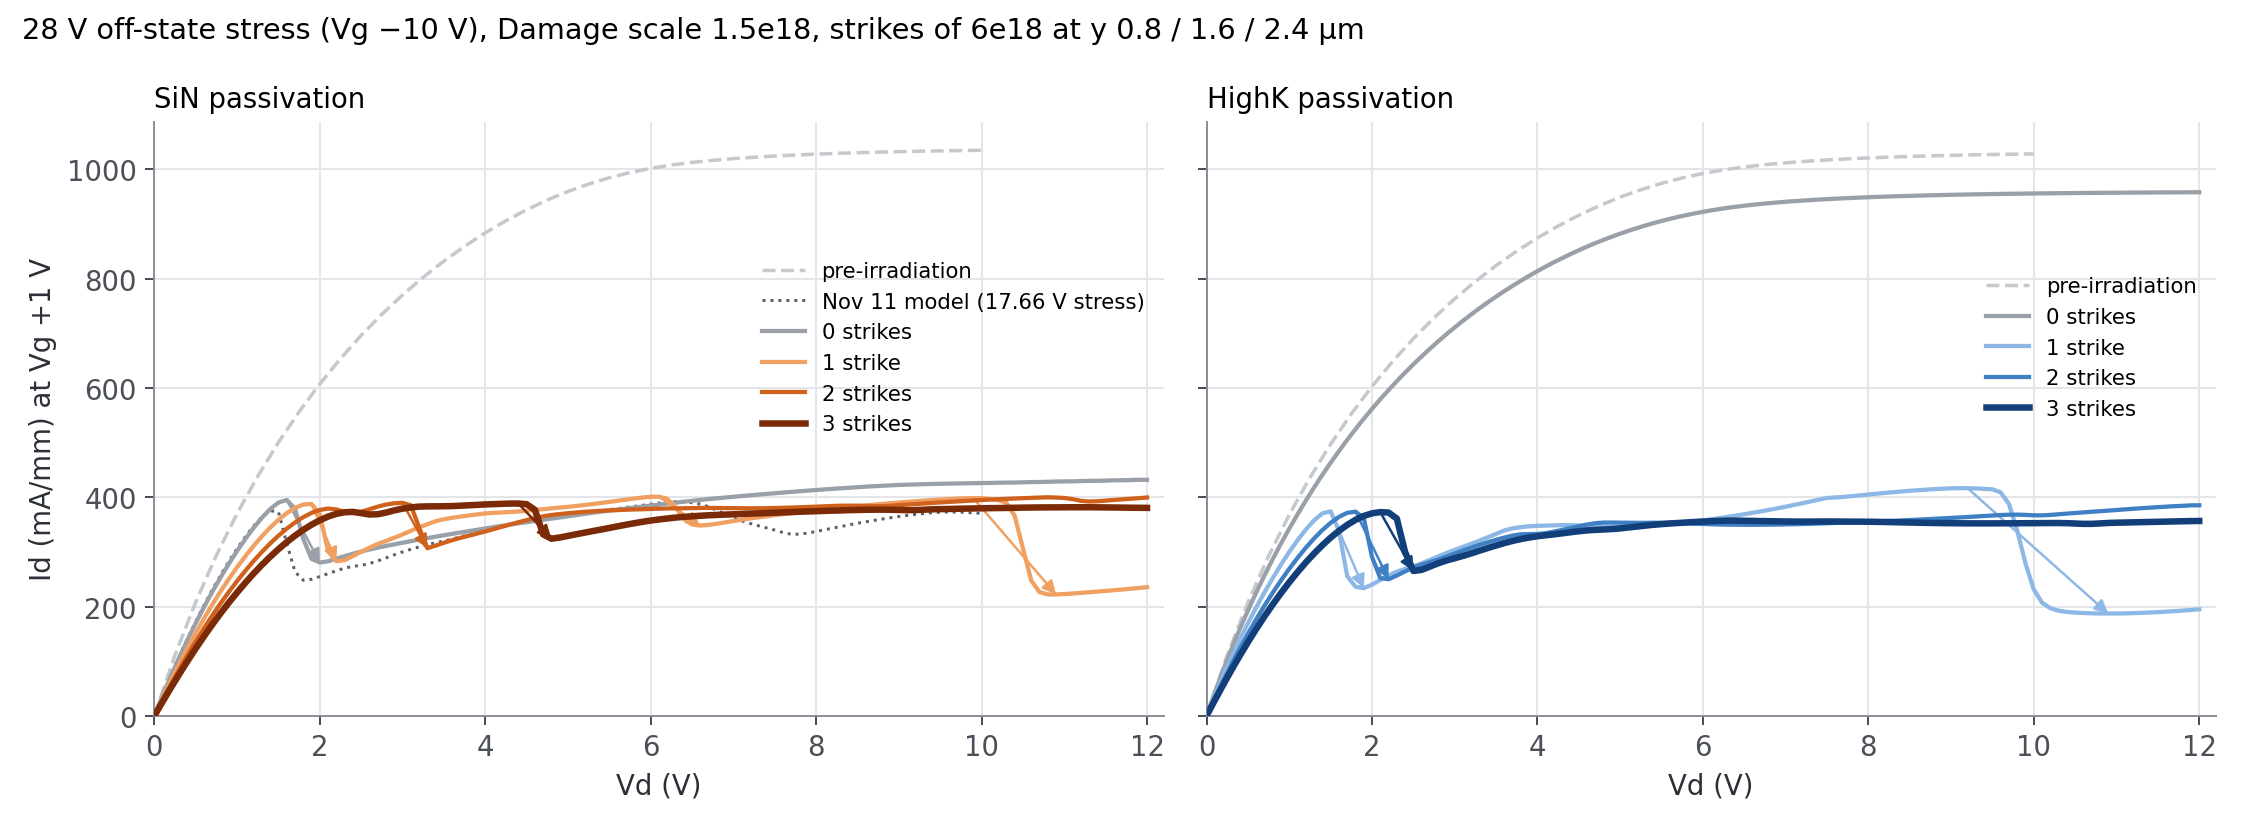 28 V off-state stress (Vg −10 V), Damage scale 1.5e18, strikes of 6e18 at y 0.8 / 1.6 / 2.4 µm
SiN passivation
Id (mA/mm) at Vg +1 V
1000
800
600
400
200
0
0 2 4 6 8 10 12
Vd (V)
pre-irradiation
Nov 11 model (17.66 V stress)
0 strikes
1 strike
2 strikes
3 strikes
HighK passivation
pre-irradiation
0 strikes
1 strike
2 strikes
3 strikes
0 2 4 6 8 10 12
Vd (V)